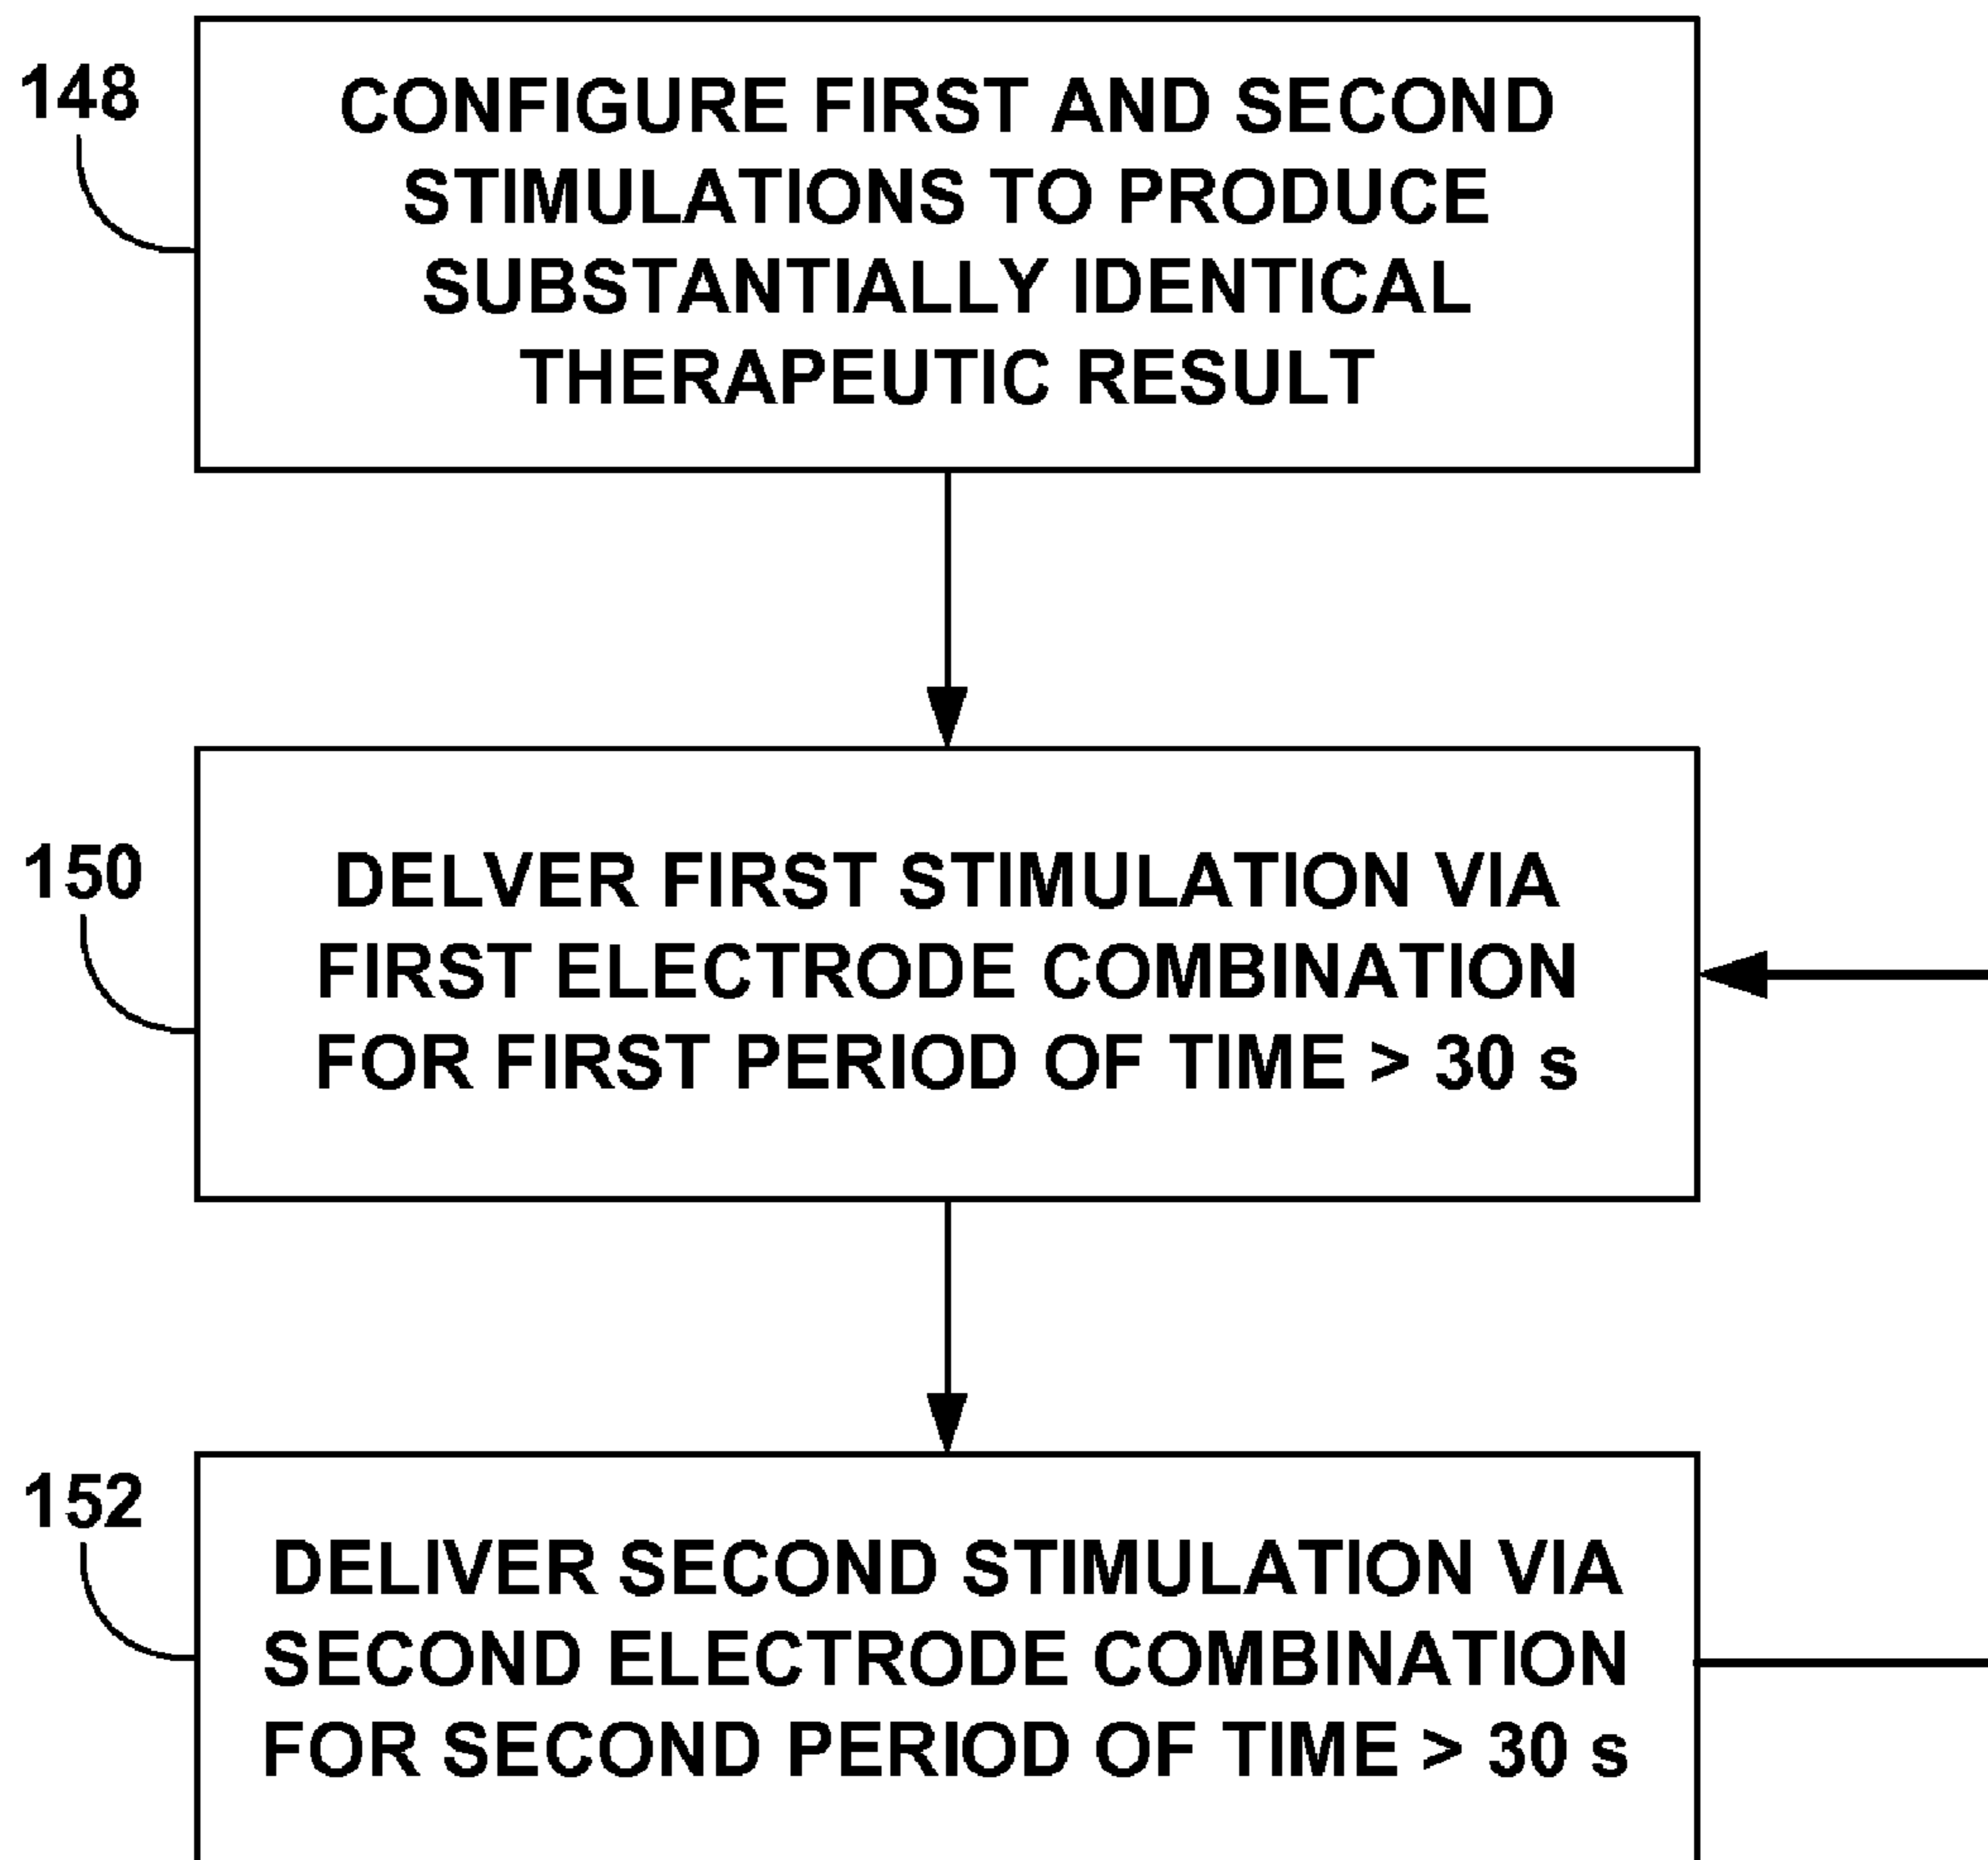 148
CONFIGURE FIRST AND SECOND
STIMULATIONS TO PRODUCE
SUBSTANTIALLY IDENTICAL
THERAPEUTIC RESULT
150
DELVER FIRST STIMULATION VIA
FIRST ELECTRODE COMBINATION
FOR FIRST PERIOD OF TIME > 30 s
152
DELIVER SECOND STIMULATION VIA
SECOND ELECTRODE COMBINATION
FOR SECOND PERIOD OF TIME > 30 s